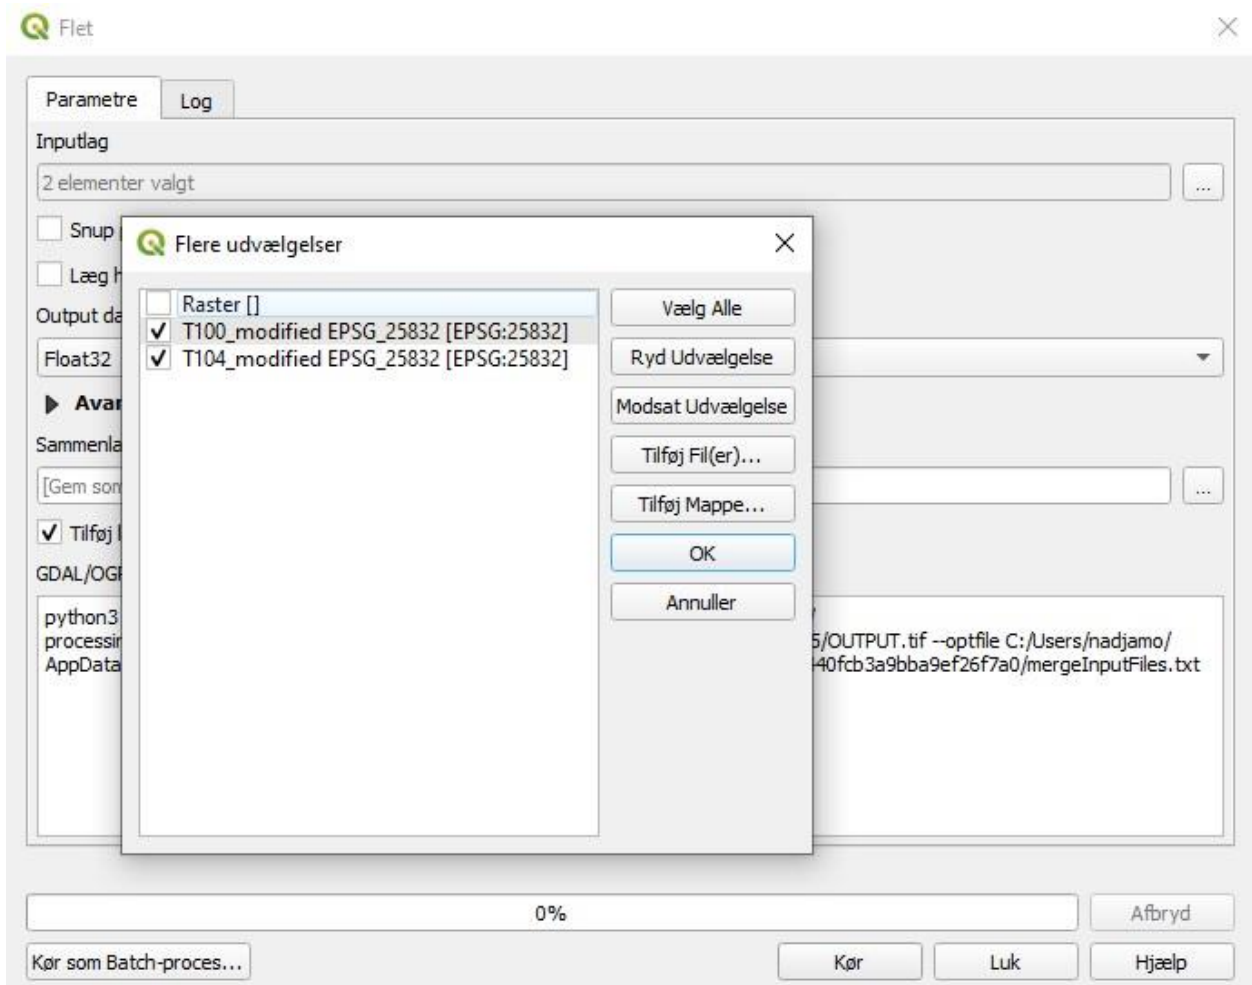 Flet
Parametre
Log
Inputlag
2 elementer valgt
...
Snup
Læg h
Output da
Float32
Avan
Sammenla
[Gem som
...
Tilføj l
GDAL/OGR
python3
processin
AppData
5/OUTPUT.tif --optfile C:/Users/nadjamo/
40fcb3a9bba9ef26f7a0/mergeInputFiles.txt
Flere udvælgelser
Raster []
T100_modified EPSG_25832 [EPSG:25832]
T104_modified EPSG_25832 [EPSG:25832]
Vælg Alle
Ryd Udvælgelse
Modsat Udvælgelse
Tilføj Fil(er)...
Tilføj Mappe...
OK
Annuller
0%
Afbryd
Kør som Batch-proces...
Kør
Luk
Hjælp